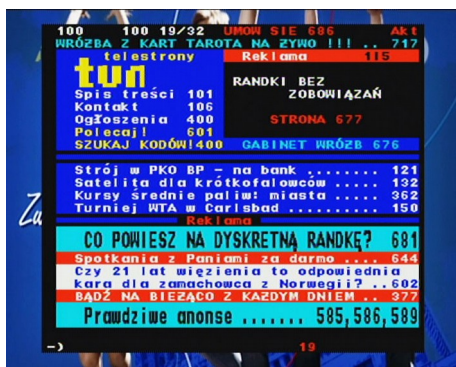 100 100 19/32 UMOW SIE 686 Akt
WRÓŻBA Z KART TAROTA NA ŻYWO !!! .. 717
telestrony Reklama 115
tvn
RANDKI BEZ
Spis treści 101 ZOBOWIĄZAŃ
Kontakt 106
Ogłoszenia 400 STRONA 677
Polecaj! 601
SZUKAJ KODÓW!400 GABINET WRÓŻB 676
Strój w PKO BP – na bank ........ 121
Satelita dla krótkofalowców ..... 132
Kursy średnie paliw: miasta ..... 362
Turniej WTA w Carlsbad .......... 150
Reklama
CO POWIESZ NA DYSKRETNĄ RANDKĘ? 681
Spotkania z Paniami za darmo .... 644
Czy 21 lat więzienia to odpowiednia
kara dla zamachowca z Norwegii? ..602
BĄDŹ NA BIEŻĄCO Z KAŻDYM DNIEM .. 377
Prawdziwe anonse ....... 585,586,589
–) 19
Zu